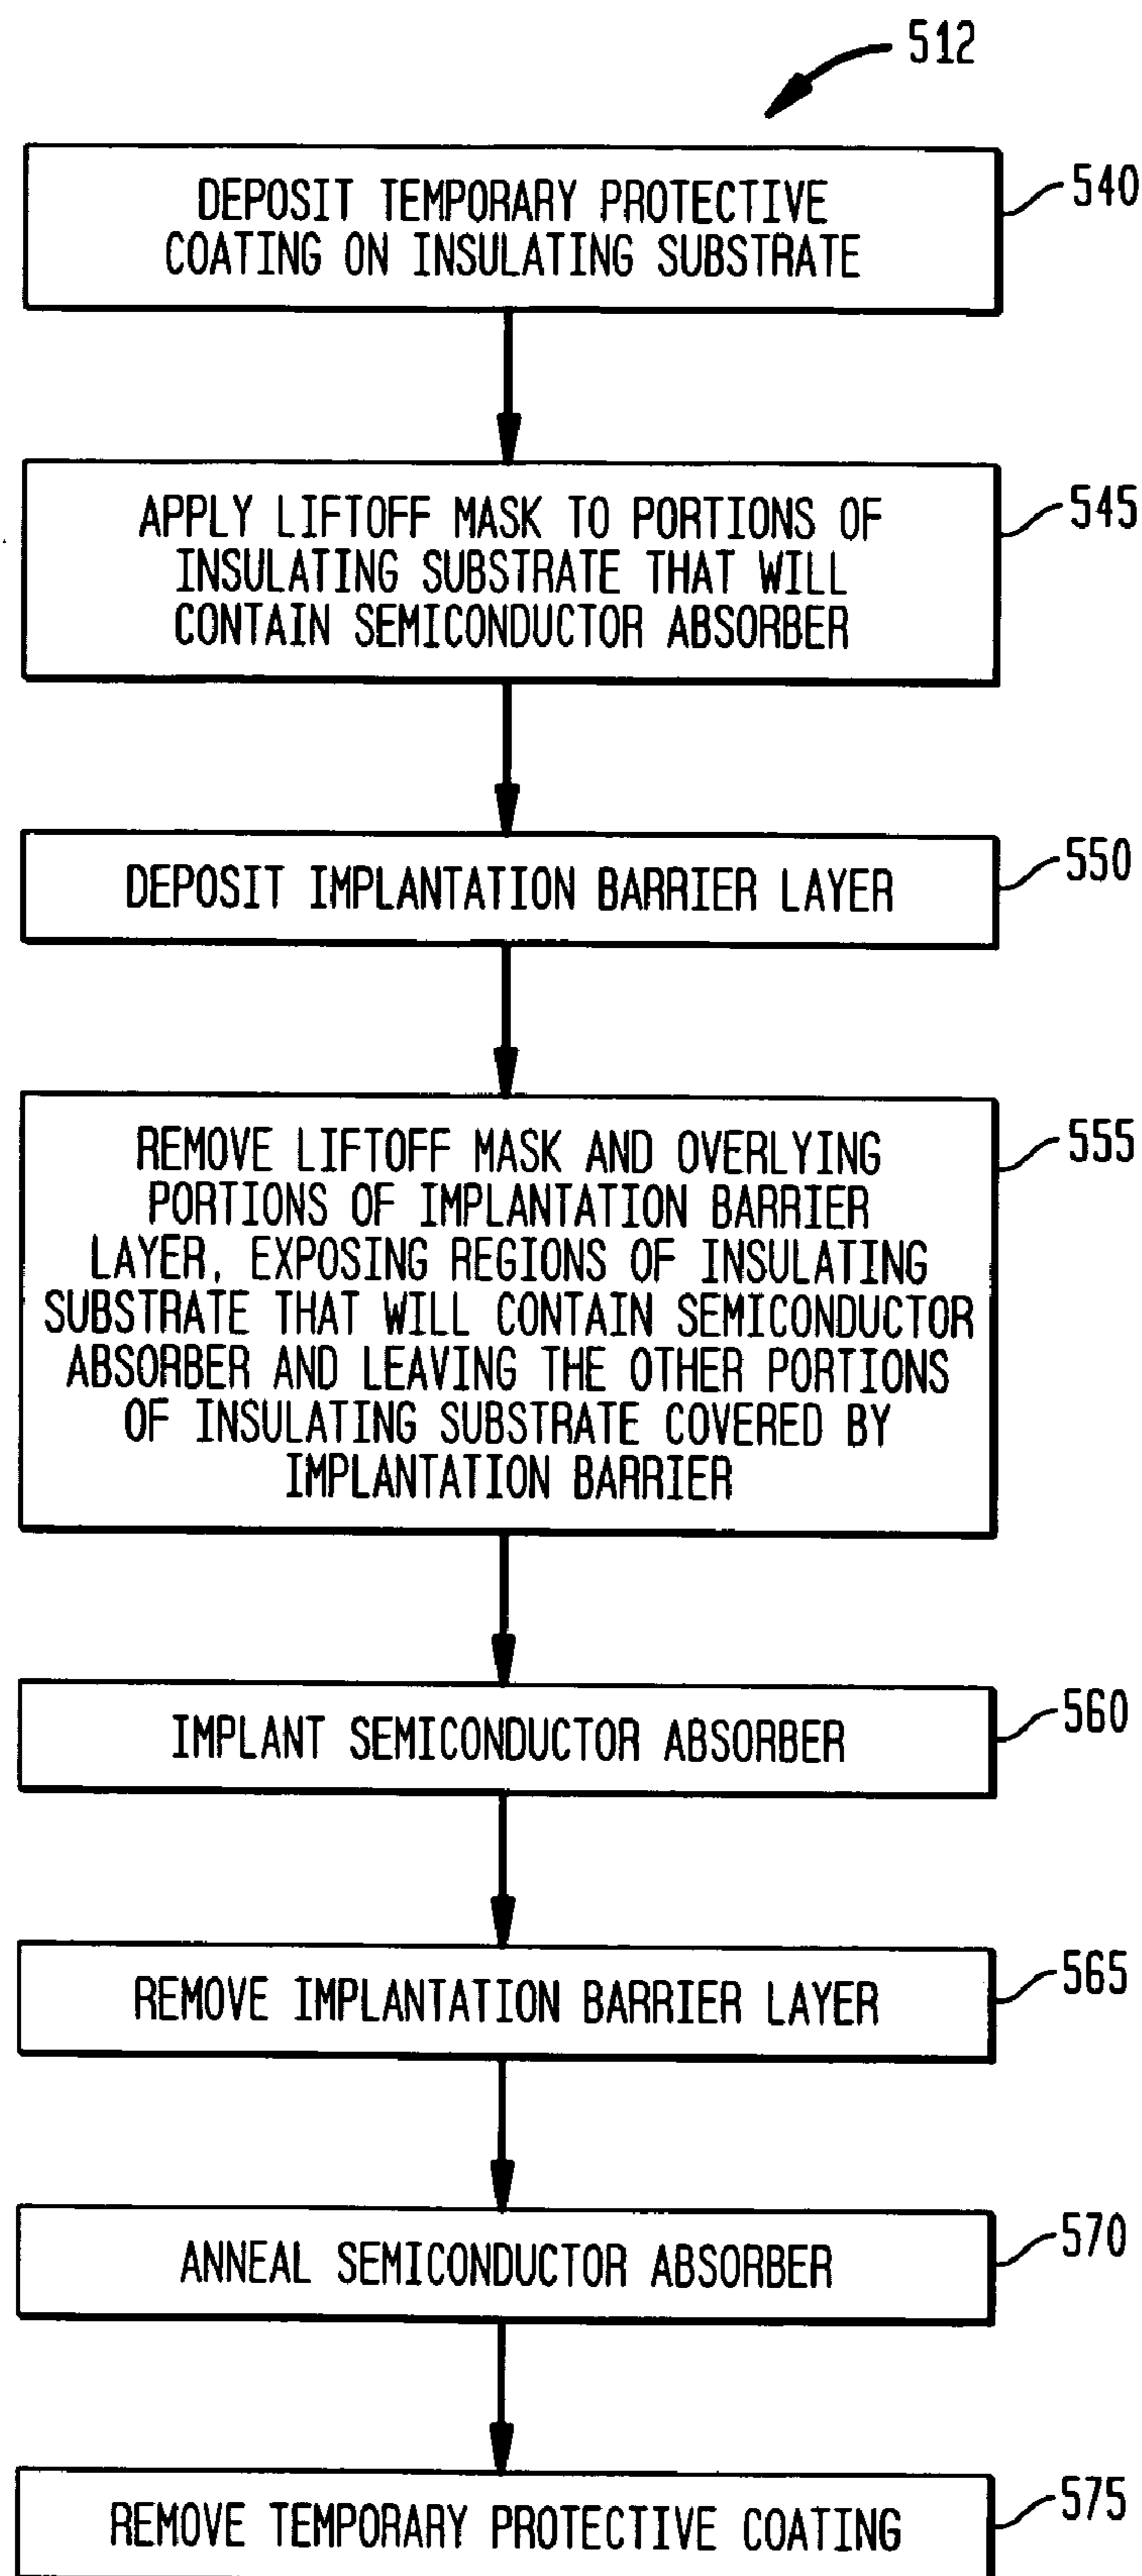 512
DEPOSIT TEMPORARY PROTECTIVE
COATING ON INSULATING SUBSTRATE
540
APPLY LIFTOFF MASK TO PORTIONS OF
INSULATING SUBSTRATE THAT WILL
CONTAIN SEMICONDUCTOR ABSORBER
545
DEPOSIT IMPLANTATION BARRIER LAYER
550
REMOVE LIFTOFF MASK AND OVERLYING
PORTIONS OF IMPLANTATION BARRIER
LAYER, EXPOSING REGIONS OF INSULATING
SUBSTRATE THAT WILL CONTAIN SEMICONDUCTOR
ABSORBER AND LEAVING THE OTHER PORTIONS
OF INSULATING SUBSTRATE COVERED BY
IMPLANTATION BARRIER
555
IMPLANT SEMICONDUCTOR ABSORBER
560
REMOVE IMPLANTATION BARRIER LAYER
565
ANNEAL SEMICONDUCTOR ABSORBER
570
REMOVE TEMPORARY PROTECTIVE COATING
575